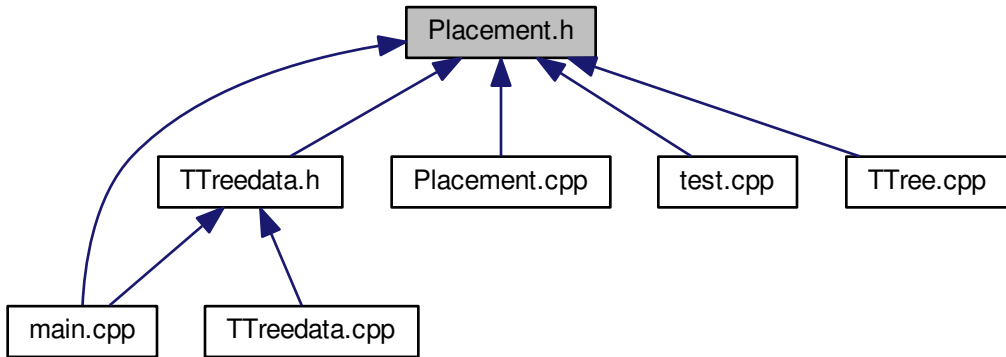 Placement.h
TTreedata.h
Placement.cpp
test.cpp
TTree.cpp
main.cpp
TTreedata.cpp